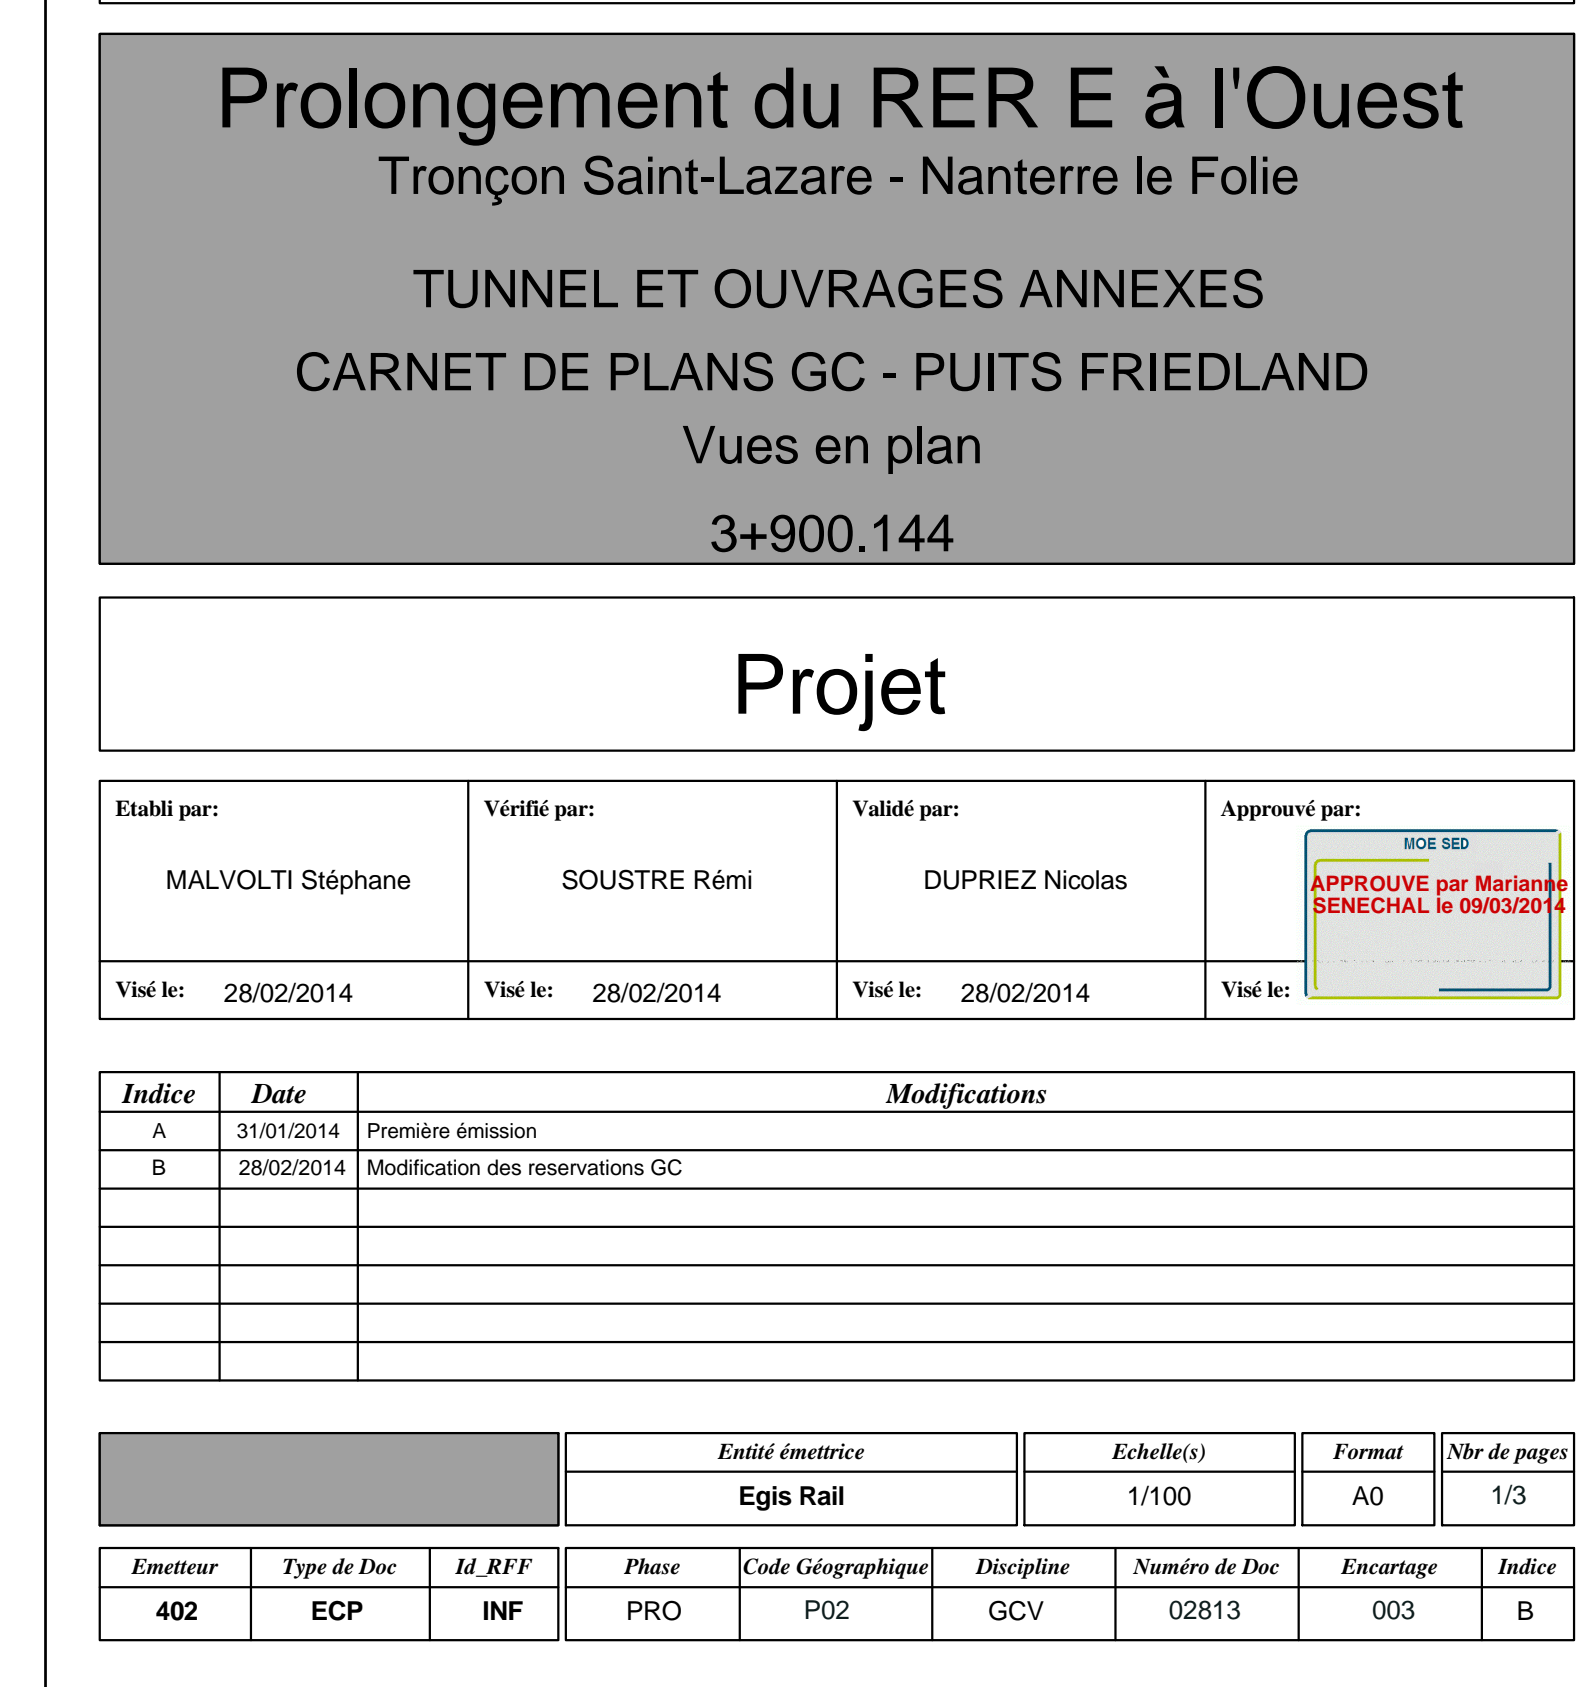 Prolongement du RER E à l'Ouest
Tronçon Saint-Lazare - Nanterre le Folie
TUNNEL ET OUVRAGES ANNEXES
CARNET DE PLANS GC - PUITS FRIEDLAND
Vues en plan
3+900.144
Projet
Etabli par: Vérifié par: Validé par: Approuvé par:
MOE SED
MALVOLTI Stéphane SOUSTRE Rémi DUPRIEZ Nicolas APPROUVE par Marianne
SENECHAL le 09/03/2014
Visé le: 28/02/2014 Visé le: 28/02/2014 Visé le: 28/02/2014 Visé le:
Indice Date Modifications
A 31/01/2014 Première émission
B 28/02/2014 Modification des reservations GC
Entité émettrice Echelle(s) Format Nbr de pages
Egis Rail 1/100 A0 1/3
Emetteur Type de Doc Id_RFF Phase Code Géographique Discipline Numéro de Doc Encartage Indice
402 ECP INF PRO P02 GCV 02813 003 B